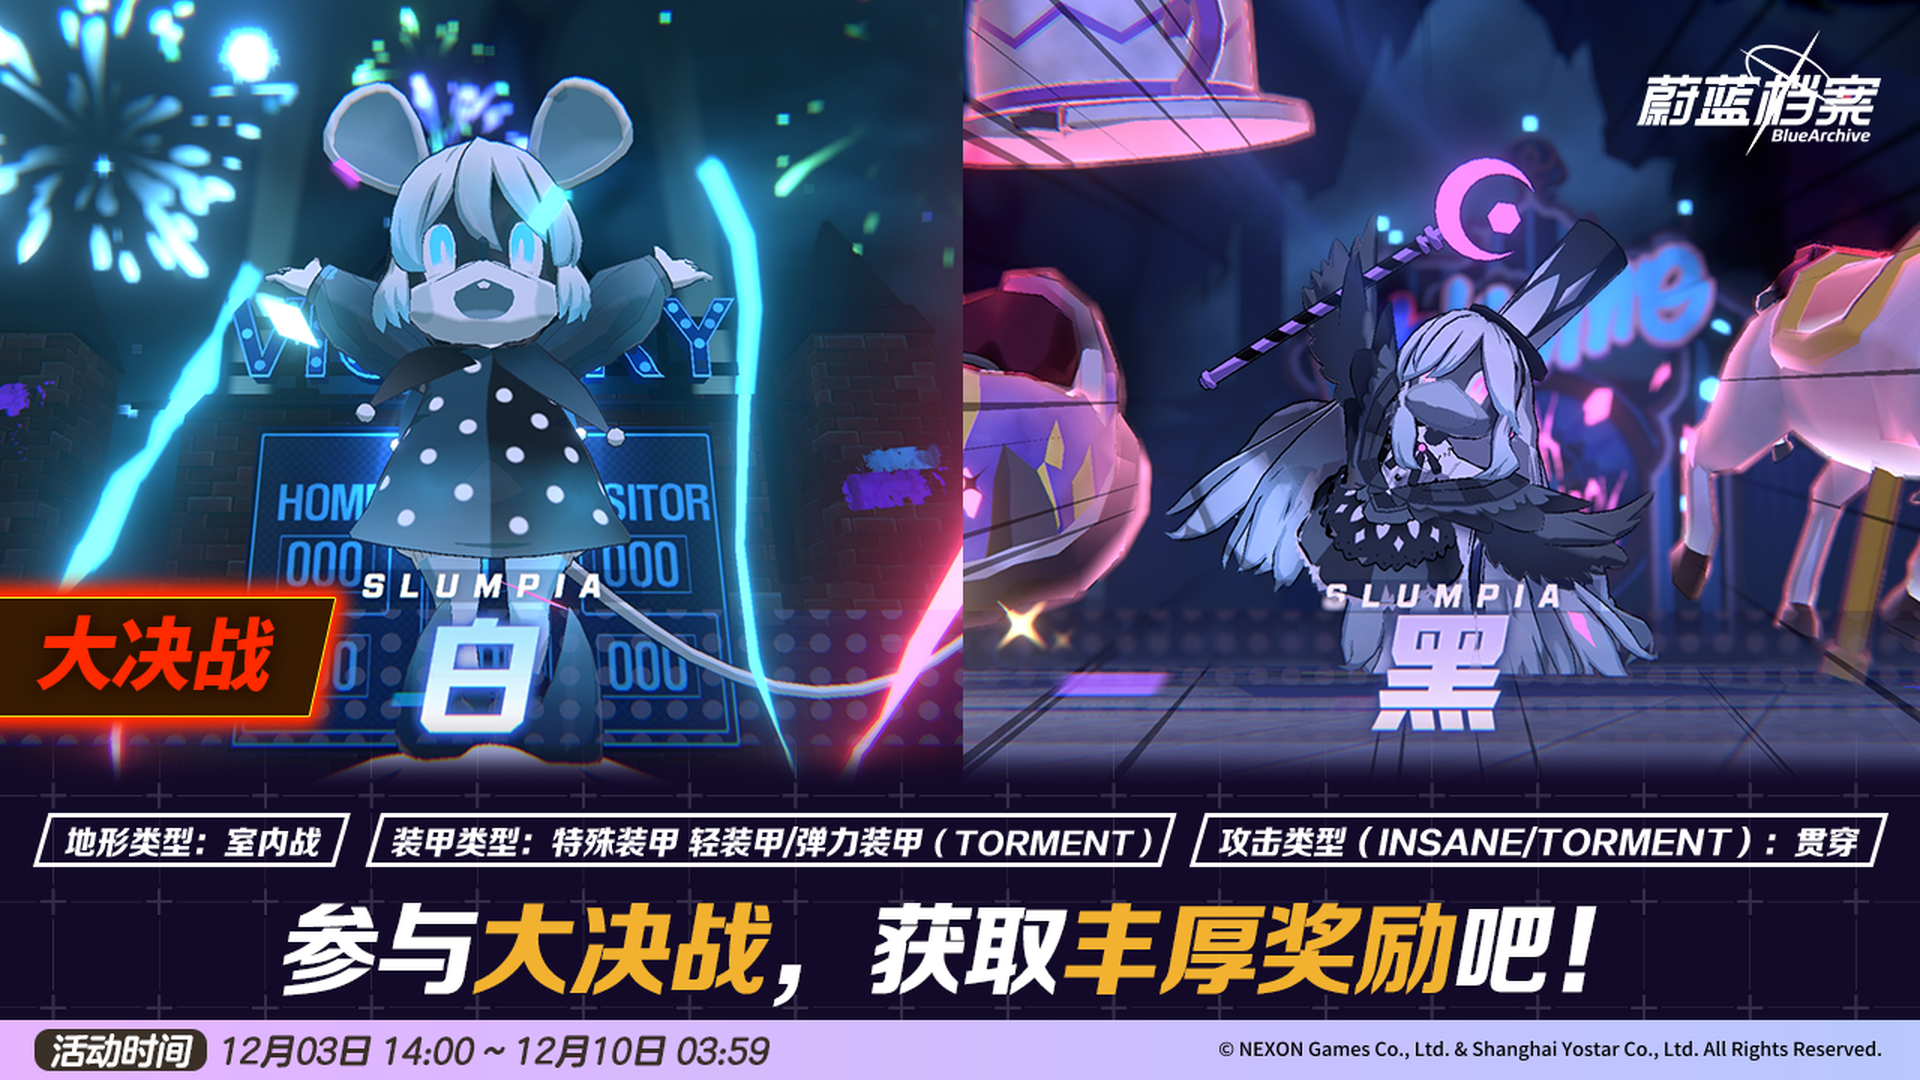 蔚蓝档案
BlueArchive
HOME
000
000
000
SLUMPIA
白
SLUMPIA
黑
大决战
地形类型：室内战
装甲类型：特殊装甲 轻装甲/弹力装甲（TORMENT）
攻击类型（INSANE/TORMENT）：贯穿
参与大决战，获取丰厚奖励吧！
活动时间
12月03日 14:00 ~ 12月10日 03:59
© NEXON Games Co., Ltd. & Shanghai Yostar Co., Ltd. All Rights Reserved.